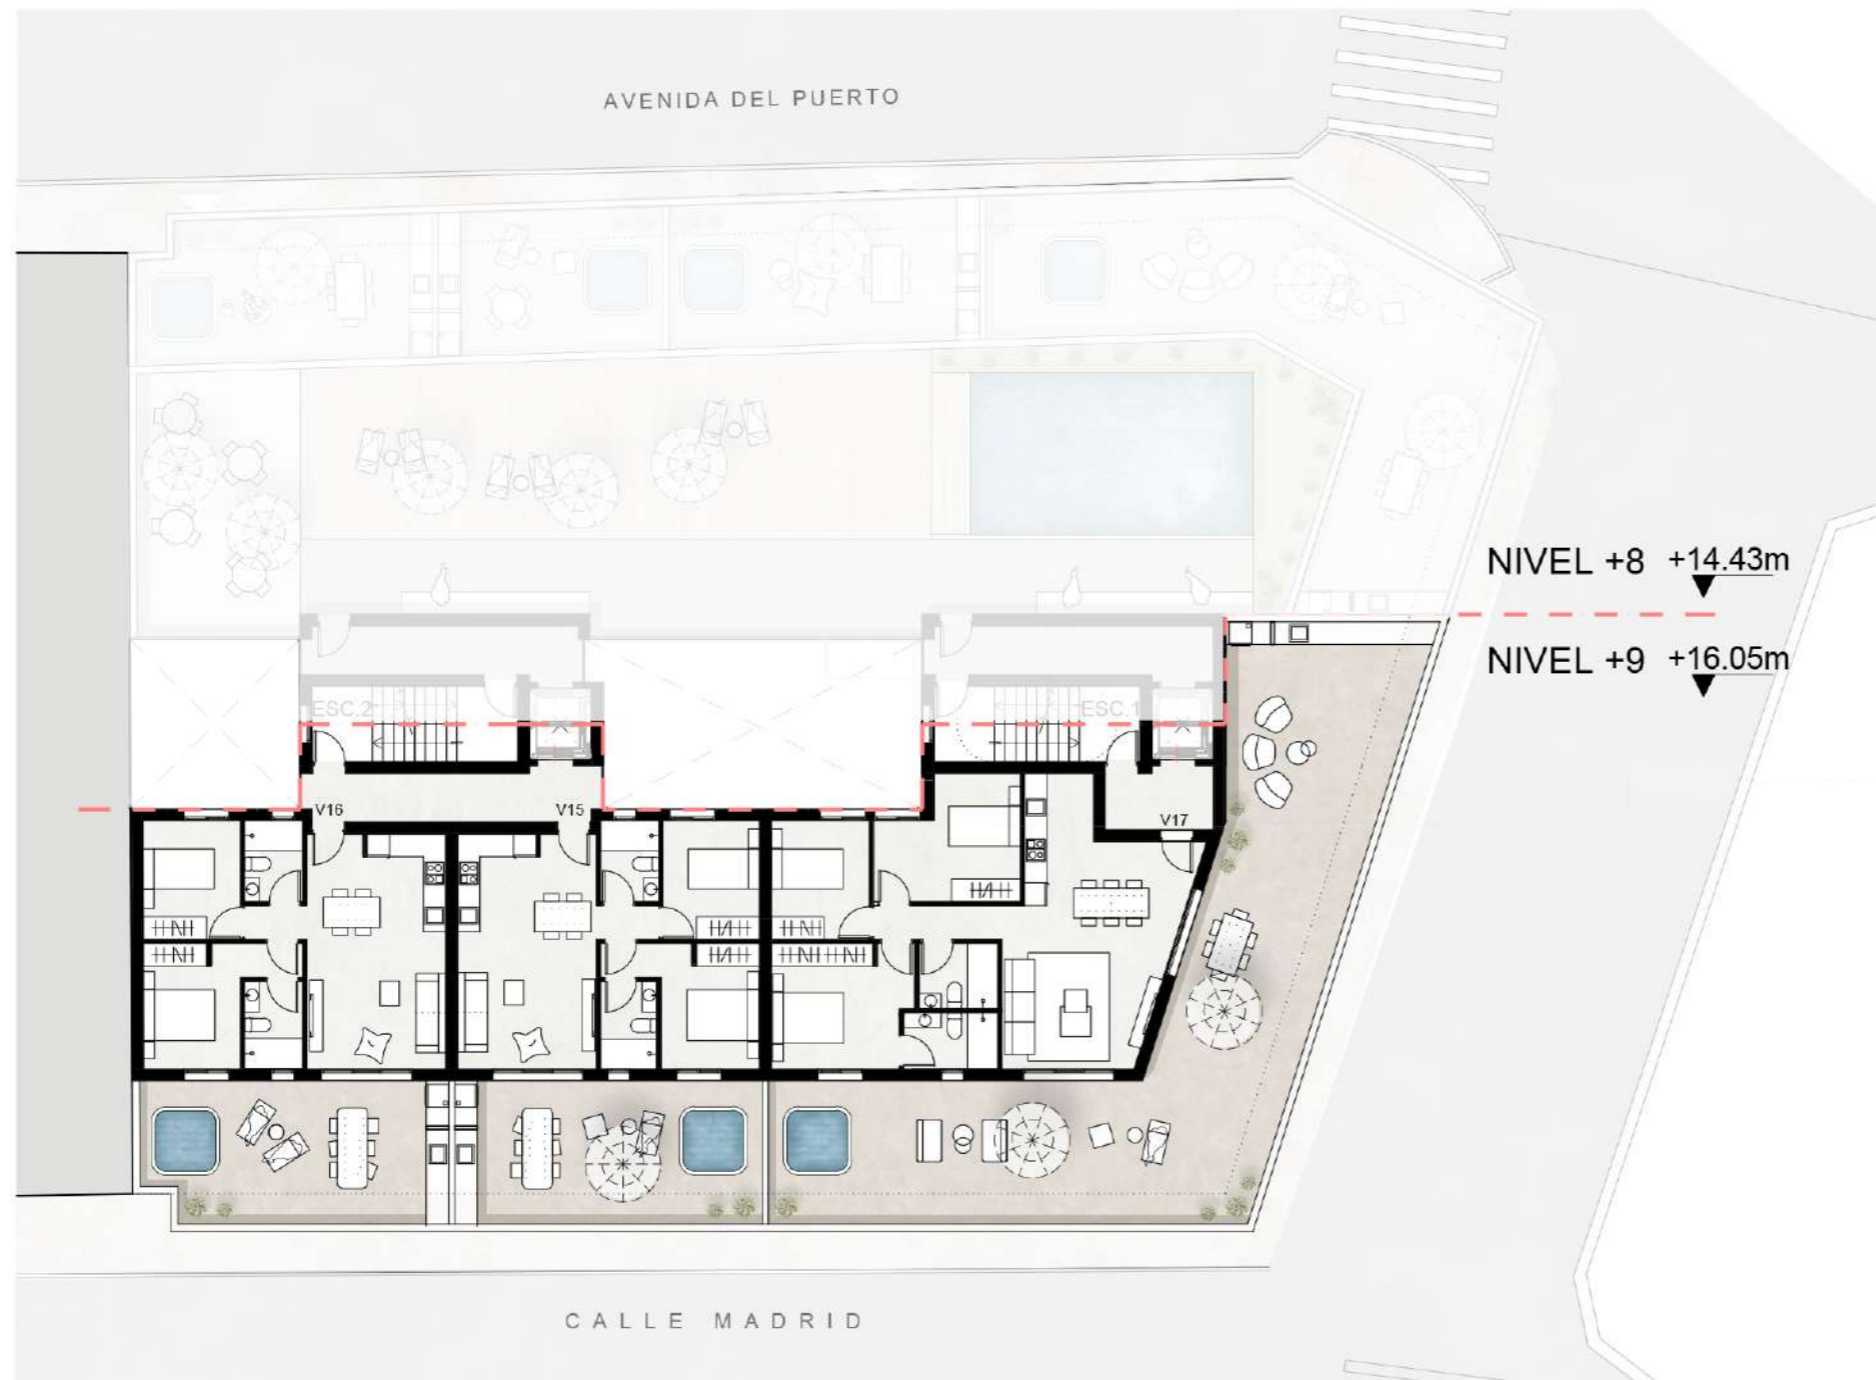 AVENIDA DEL PUERTO
NIVEL +8 +14.43m
NIVEL +9 +16.05m
ESC.2
ESC.1
V16
V15
V17
CALLE MADRID